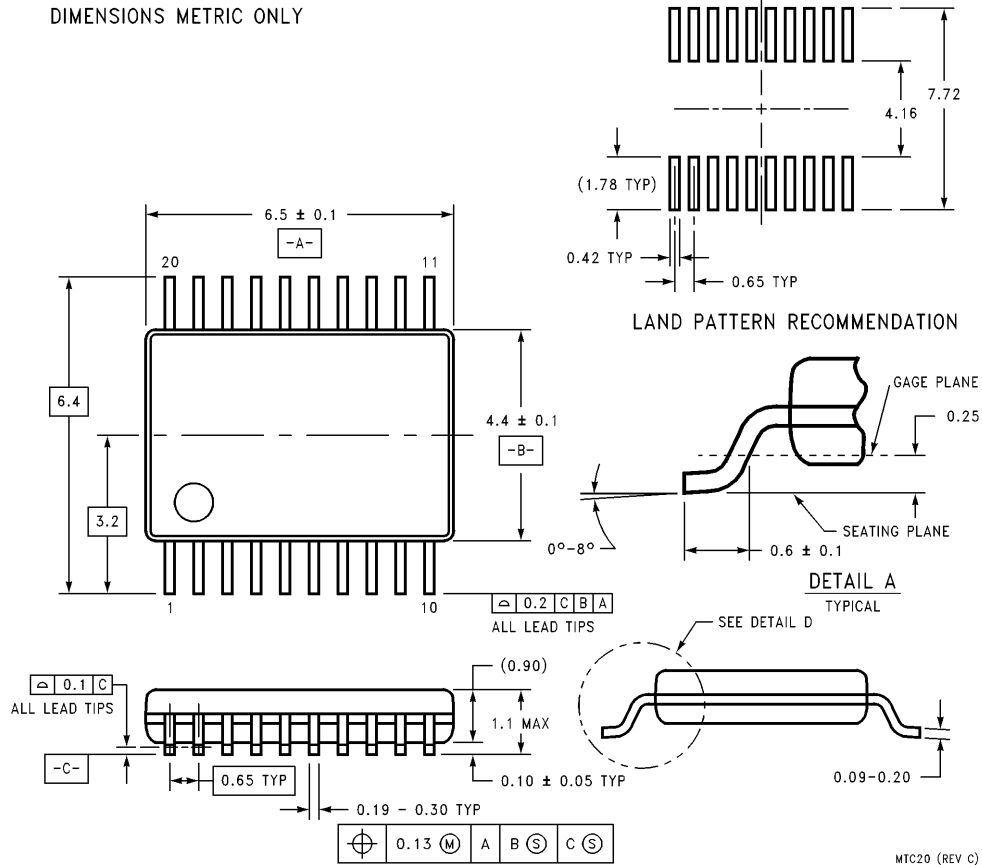 DIMENSIONS METRIC ONLY
7.72
4.16
(1.78 TYP)
0.42 TYP
0.65 TYP
LAND PATTERN RECOMMENDATION
6.5 ± 0.1
-A-
20
11
6.4
3.2
4.4 ± 0.1
-B-
1
10
⌓ 0.2 C B A
ALL LEAD TIPS
GAGE PLANE
0.25
SEATING PLANE
0°-8°
0.6 ± 0.1
DETAIL A
TYPICAL
SEE DETAIL D
(0.90)
⌓ 0.1 C
ALL LEAD TIPS
1.1 MAX
-C-
0.65 TYP
0.10 ± 0.05 TYP
0.09-0.20
0.19 - 0.30 TYP
⌖ 0.13 Ⓜ A B Ⓢ C Ⓢ
MTC20 (REV C)